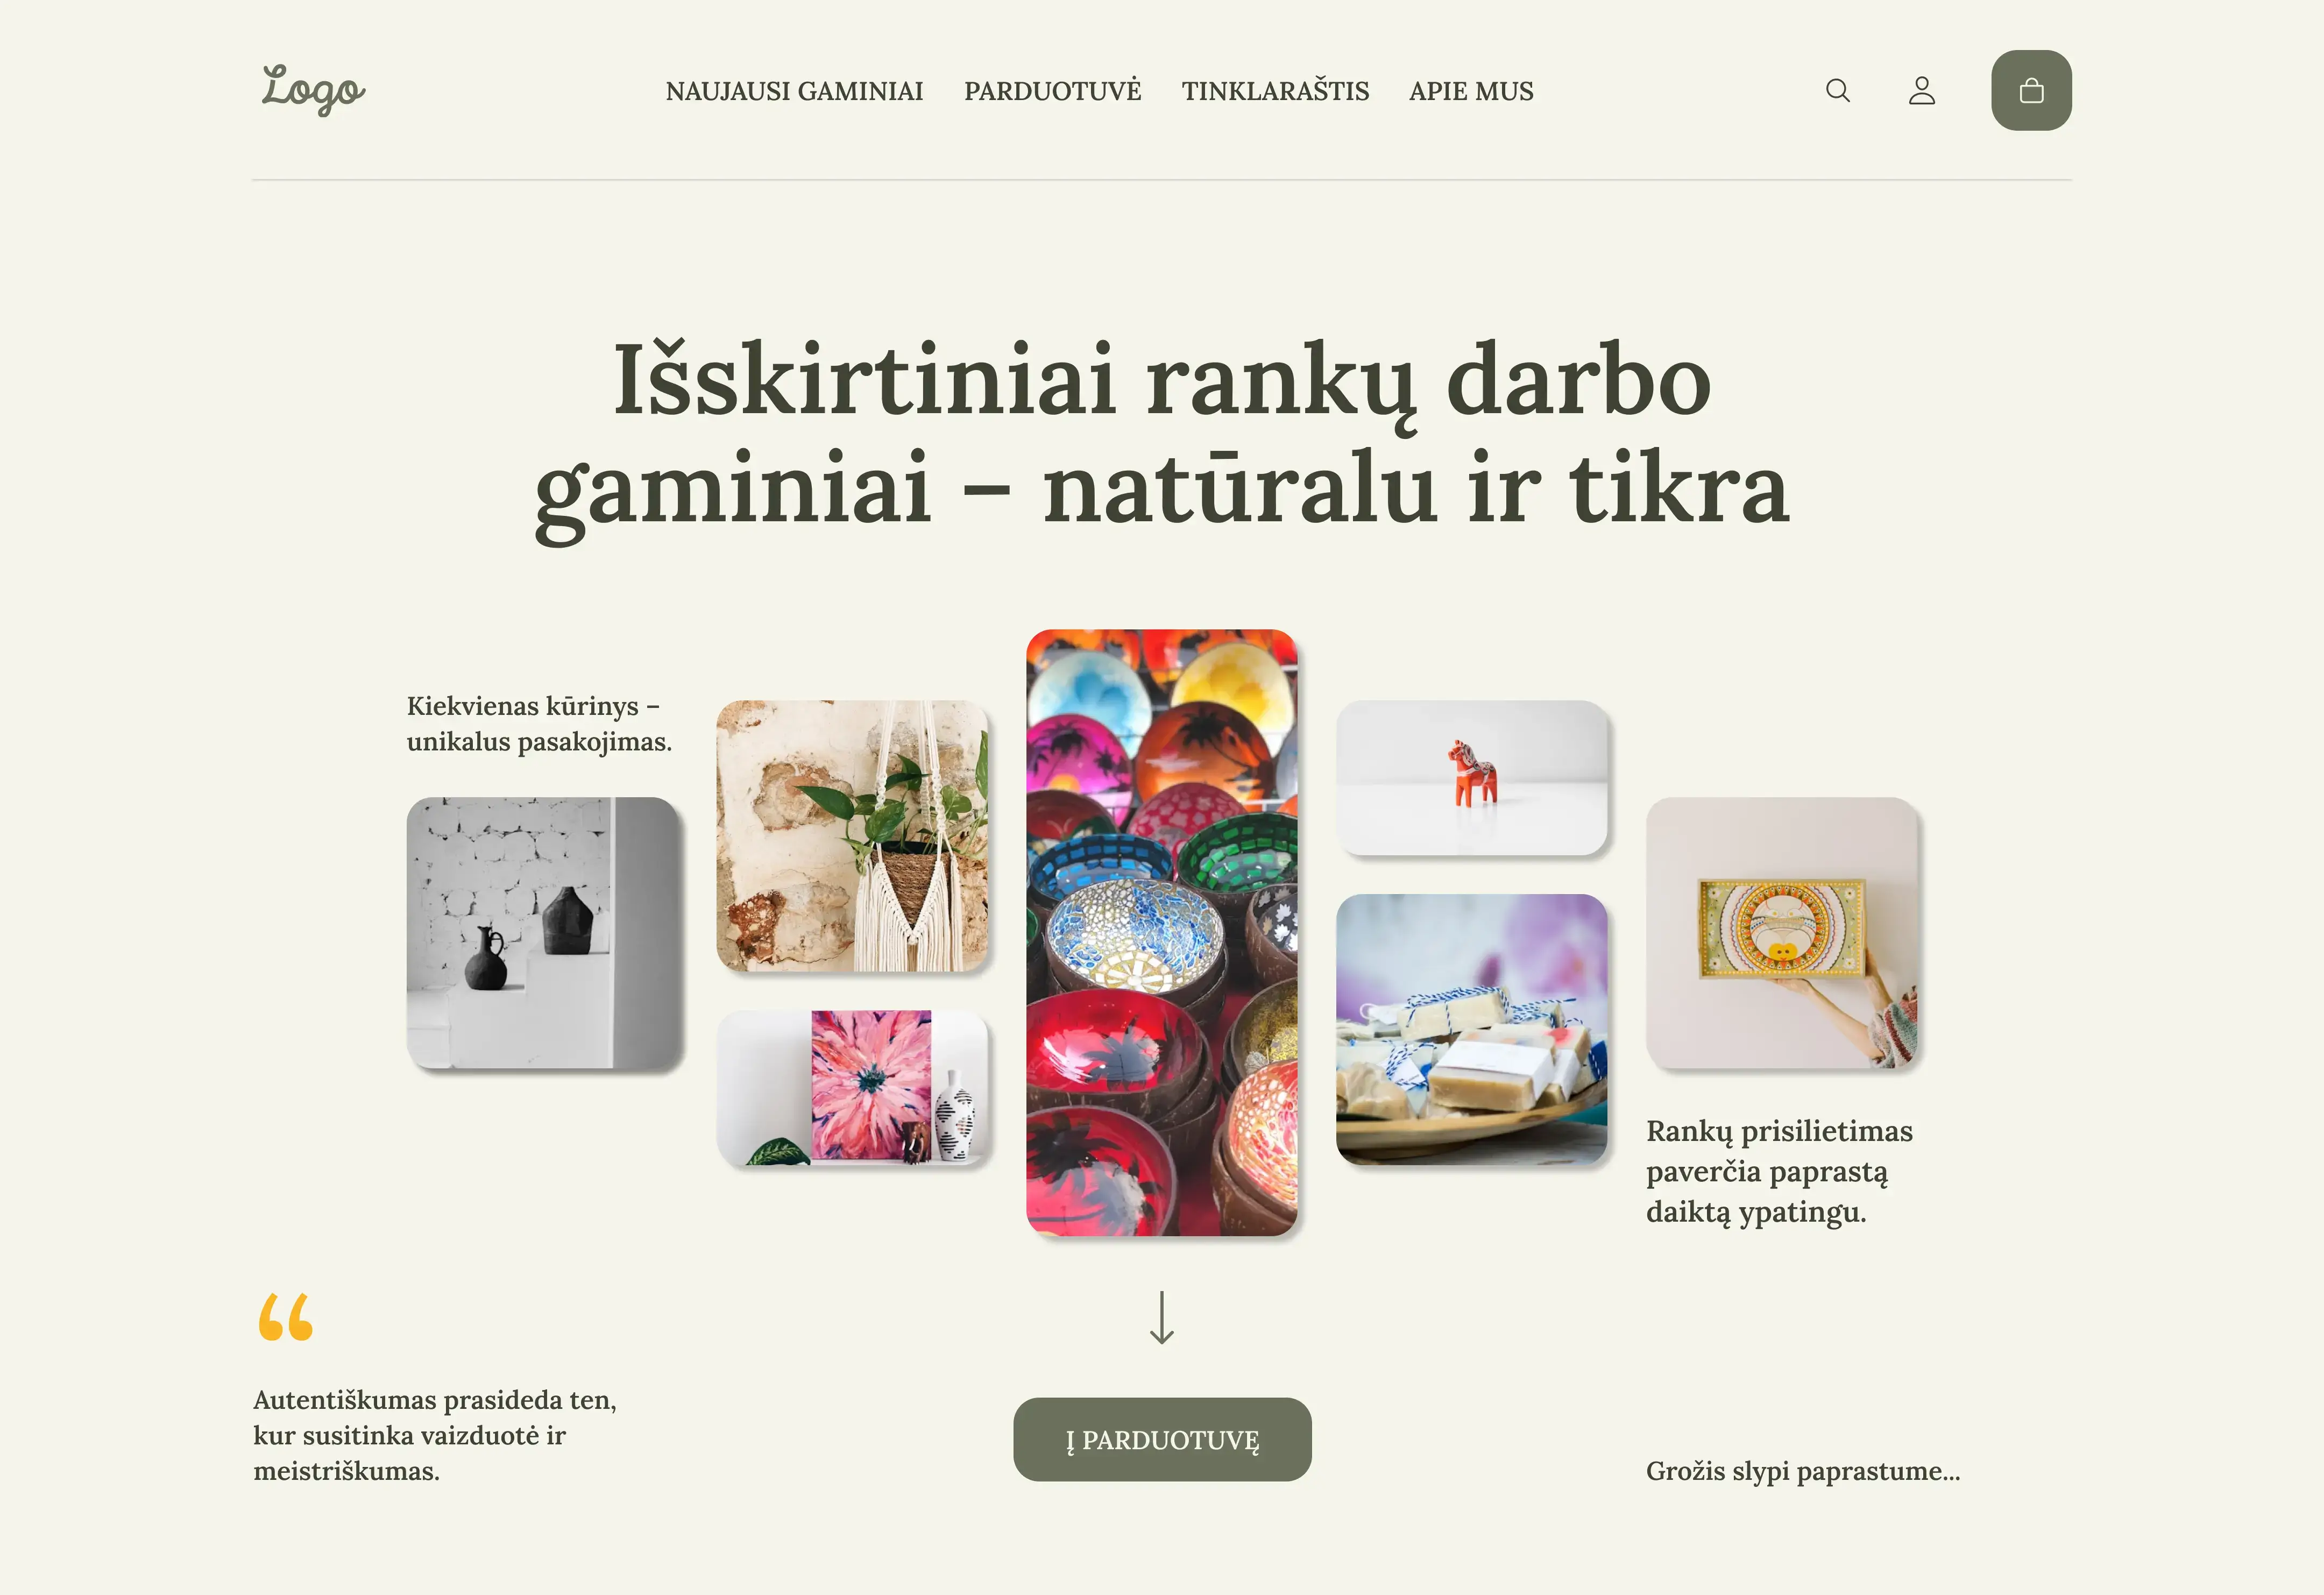 Logo
NAUJAUSI GAMINIAI PARDUOTUVĖ TINKLARAŠTIS APIE MUS
Išskirtiniai rankų darbo
gaminiai – natūralu ir tikra
Kiekvienas kūrinys –
unikalus pasakojimas.
Rankų prisilietimas
paverčia paprastą
daiktą ypatingu.
“
Autentiškumas prasideda ten,
kur susitinka vaizduotė ir
meistriškumas.
Į PARDUOTUVĘ
Grožis slypi paprastume...